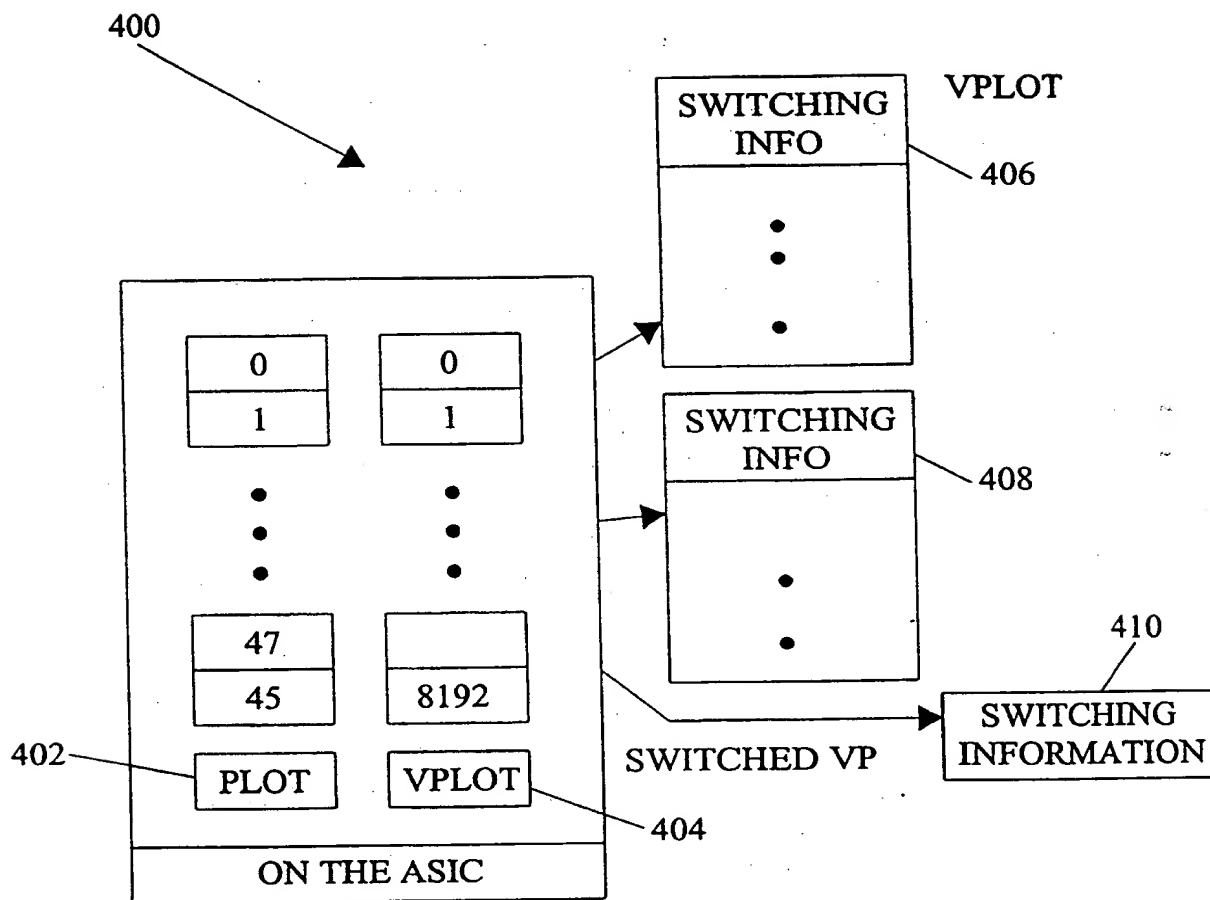 400
VPLOT
SWITCHING
INFO
406
0
1
0
1
SWITCHING
INFO
408
47
45
8192
410
SWITCHING
INFORMATION
SWITCHED VP
402
PLOT
VPLOT
404
ON THE ASIC